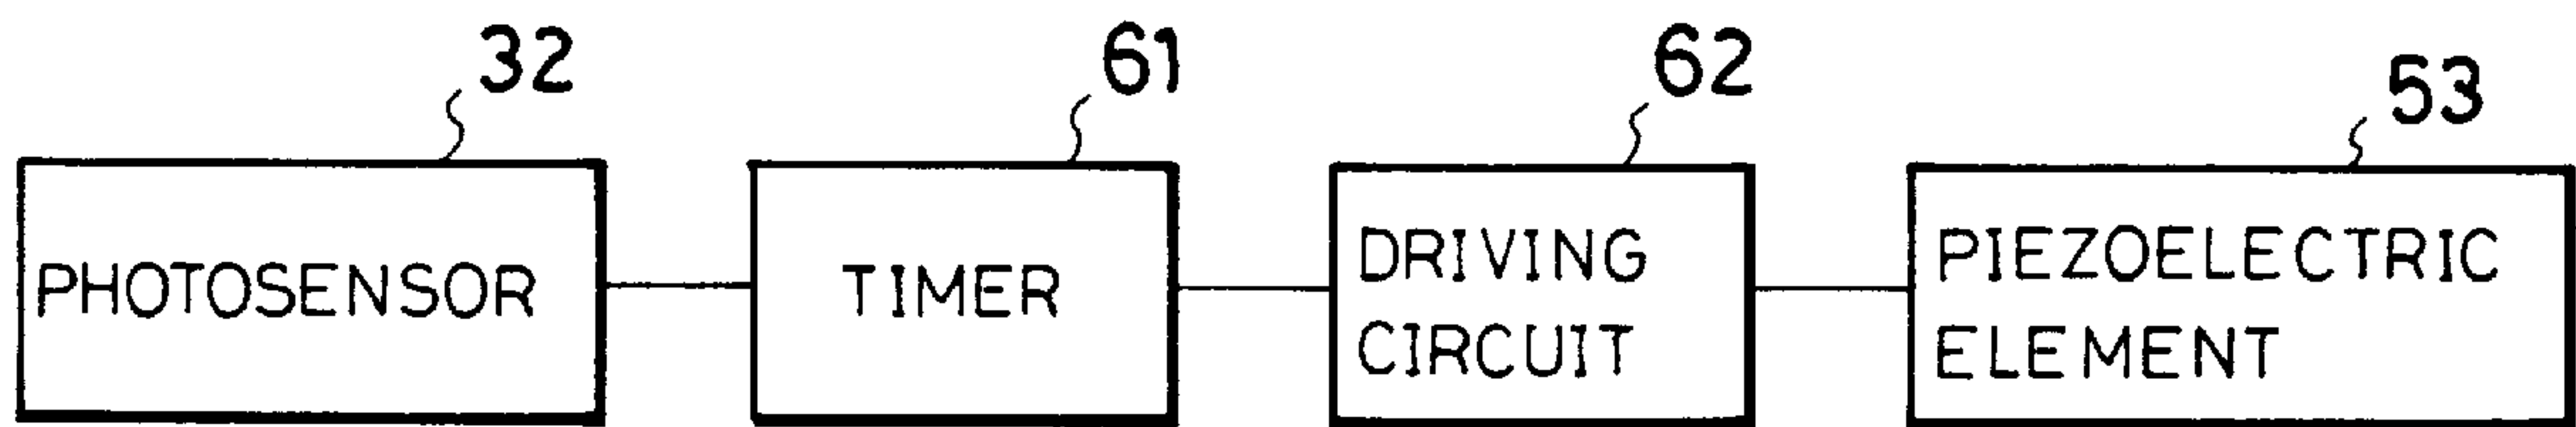 32
61
62
53
PHOTOSENSOR
TIMER
DRIVING
CIRCUIT
PIEZOELECTRIC
ELEMENT